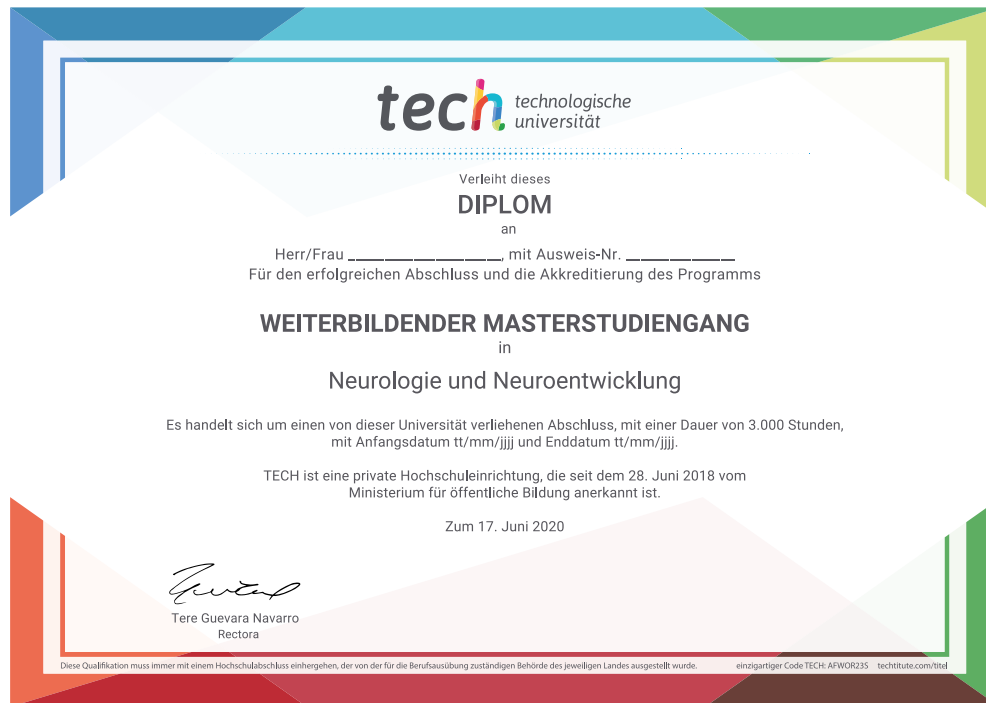 tech technologische
universität
Verleiht dieses
DIPLOM
an
Herr/Frau ____________________, mit Ausweis-Nr. ______________
Für den erfolgreichen Abschluss und die Akkreditierung des Programms
WEITERBILDENDER MASTERSTUDIENGANG
in
Neurologie und Neuroentwicklung
Es handelt sich um einen von dieser Universität verliehenen Abschluss, mit einer Dauer von 3.000 Stunden,
mit Anfangsdatum tt/mm/jjjj und Enddatum tt/mm/jjjj.
TECH ist eine private Hochschuleinrichtung, die seit dem 28. Juni 2018 vom
Ministerium für öffentliche Bildung anerkannt ist.
Zum 17. Juni 2020
Tere Guevara Navarro
Rectora
Diese Qualifikation muss immer mit einem Hochschulabschluss einhergehen, der von der für die Berufsausübung zuständigen Behörde des jeweiligen Landes ausgestellt wurde. einzigartiger Code TECH: AFWOR23S techtitute.com/titel